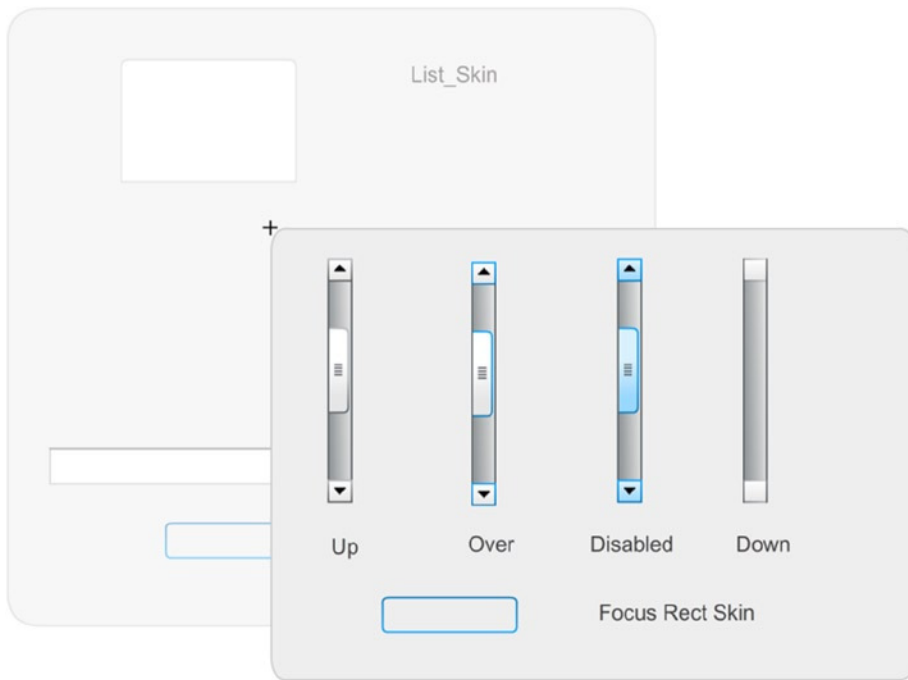 List_Skin
Up
Over
Disabled
Down
Focus Rect Skin